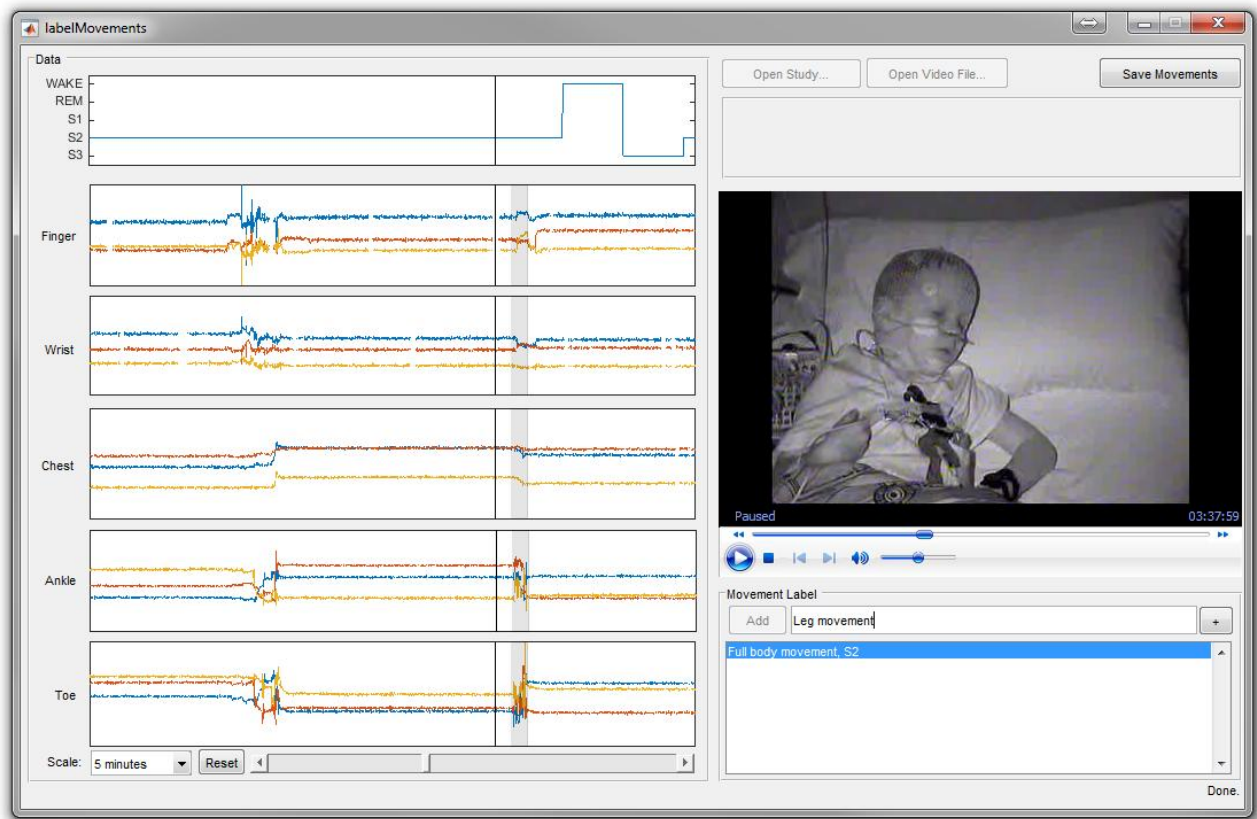 labelMovements
Data
WAKE
REM
S1
S2
S3
Finger
Wrist
Chest
Ankle
Toe
Scale: 5 minutes Reset
Open Study... Open Video File... Save Movements
Paused 03:37:59
Movement Label
Add Leg movement +
Full body movement, S2
Done.